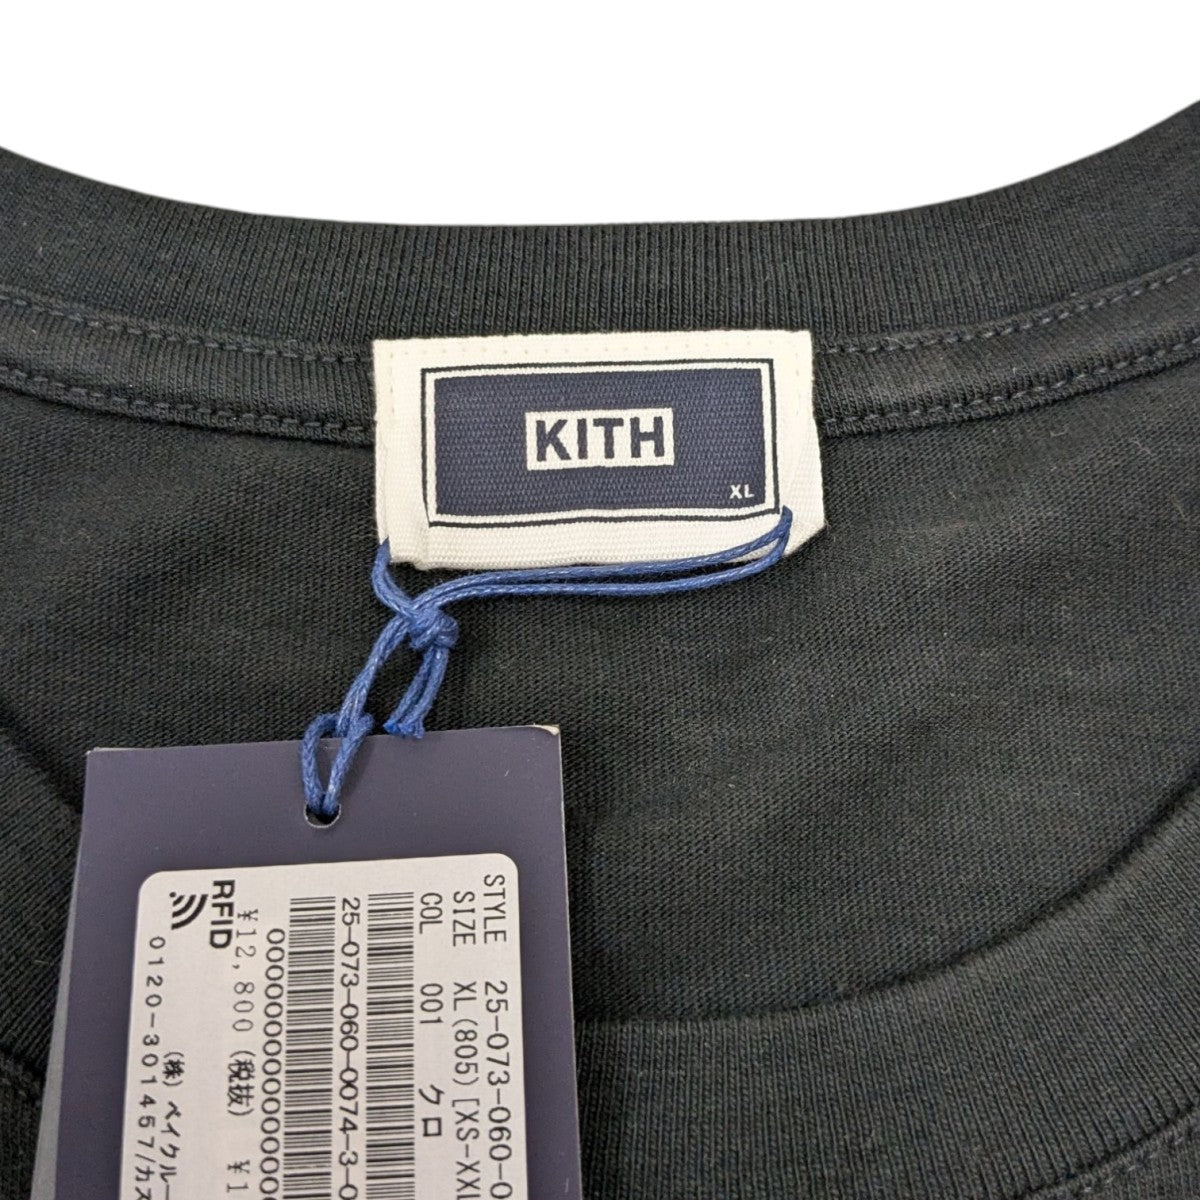 KITH
XL
STYLE 25-073-060-0
SIZE XL(805)[XS-XXL
COL 001 クロ
25-073-060-0074-3-0
¥12,800(税抜) ¥1
RFID
(株)ベイクルー
0120-301457/カス